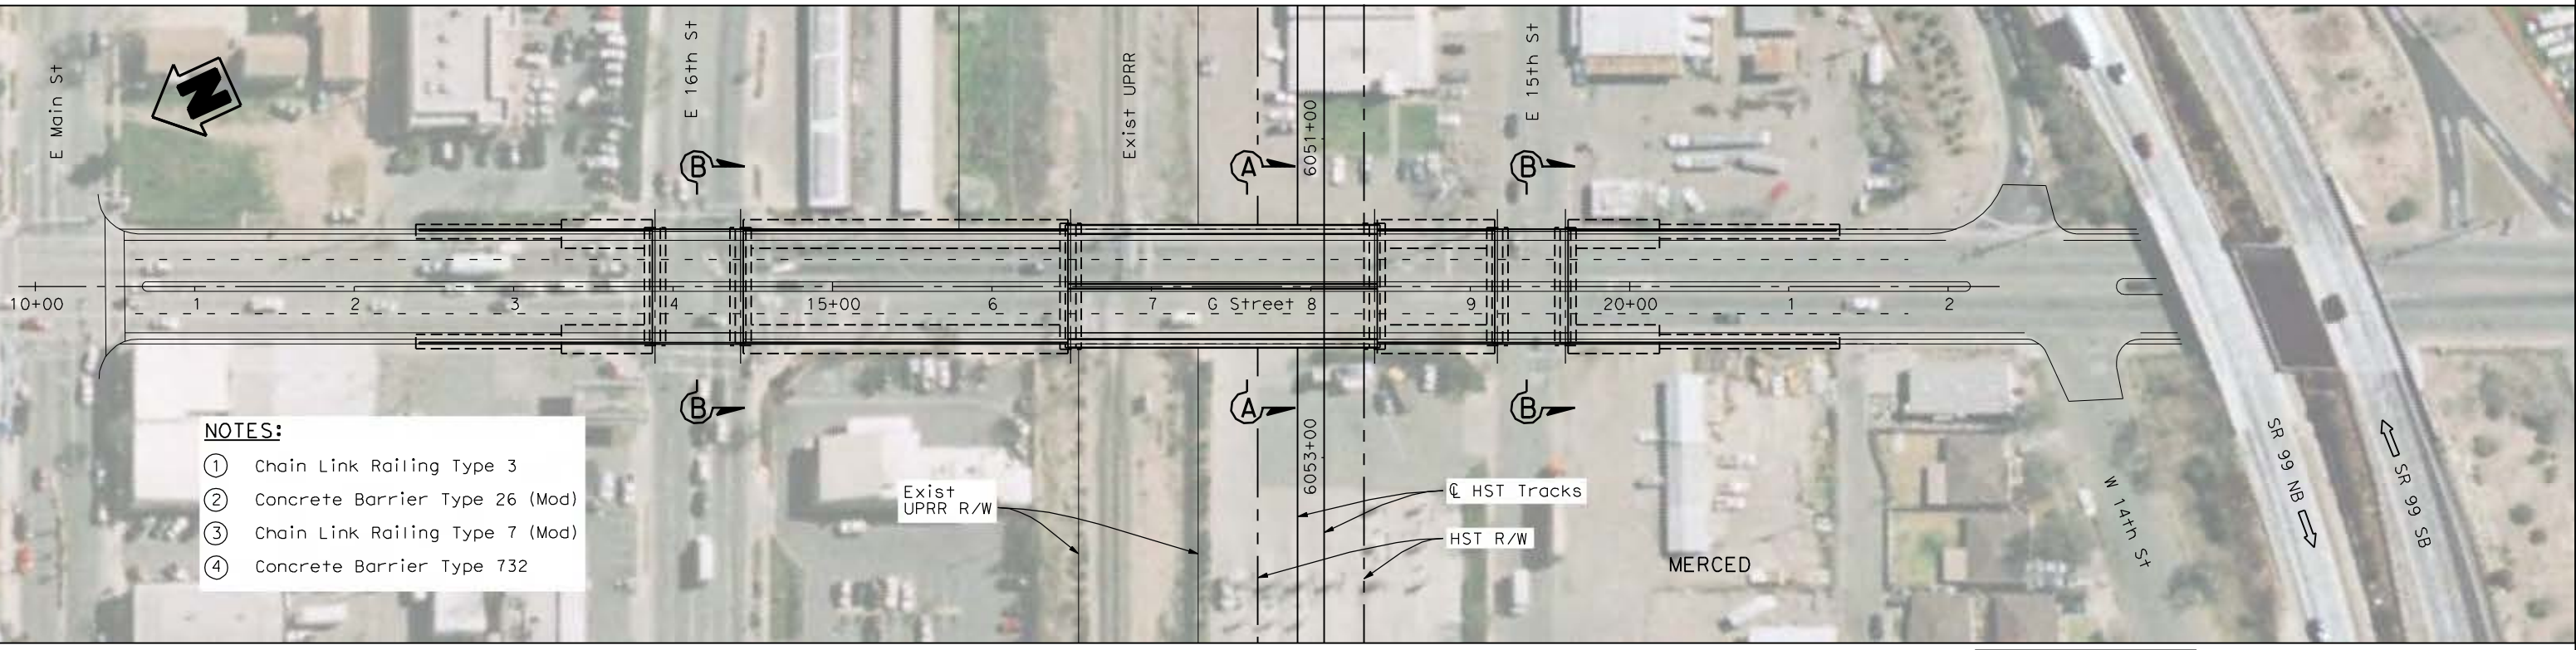 E Main St
N
E 16th St
Exist UPRR
6051+00
E 15th St
B
A
B
10+00 1 2 3 4 15+00 6 7 G Street 8 9 20+00 1 2
B
A
B
6053+00
NOTES:
1 Chain Link Railing Type 3
2 Concrete Barrier Type 26 (Mod)
3 Chain Link Railing Type 7 (Mod)
4 Concrete Barrier Type 732
Exist
UPRR R/W
℄ HST Tracks
HST R/W
MERCED
W 14th St
SR 99 NB
SR 99 SB